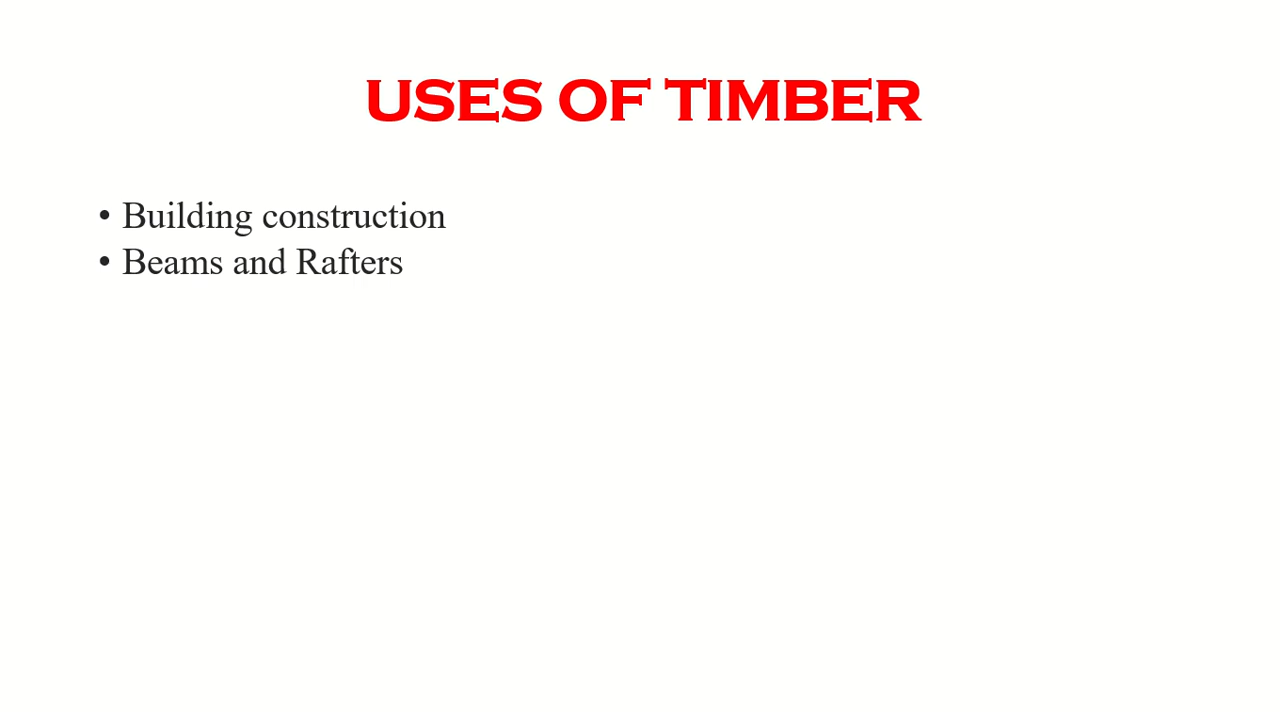 USES OF TIMBER
• Building construction
• Beams and Rafters